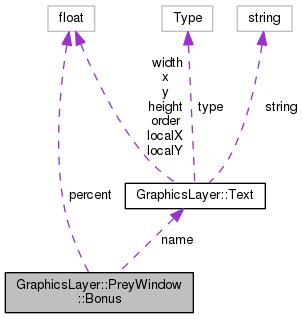 float
Type
string
width
x
y
height
order
localX
localY
type
string
GraphicsLayer::Text
percent
name
GraphicsLayer::PreyWindow
::Bonus